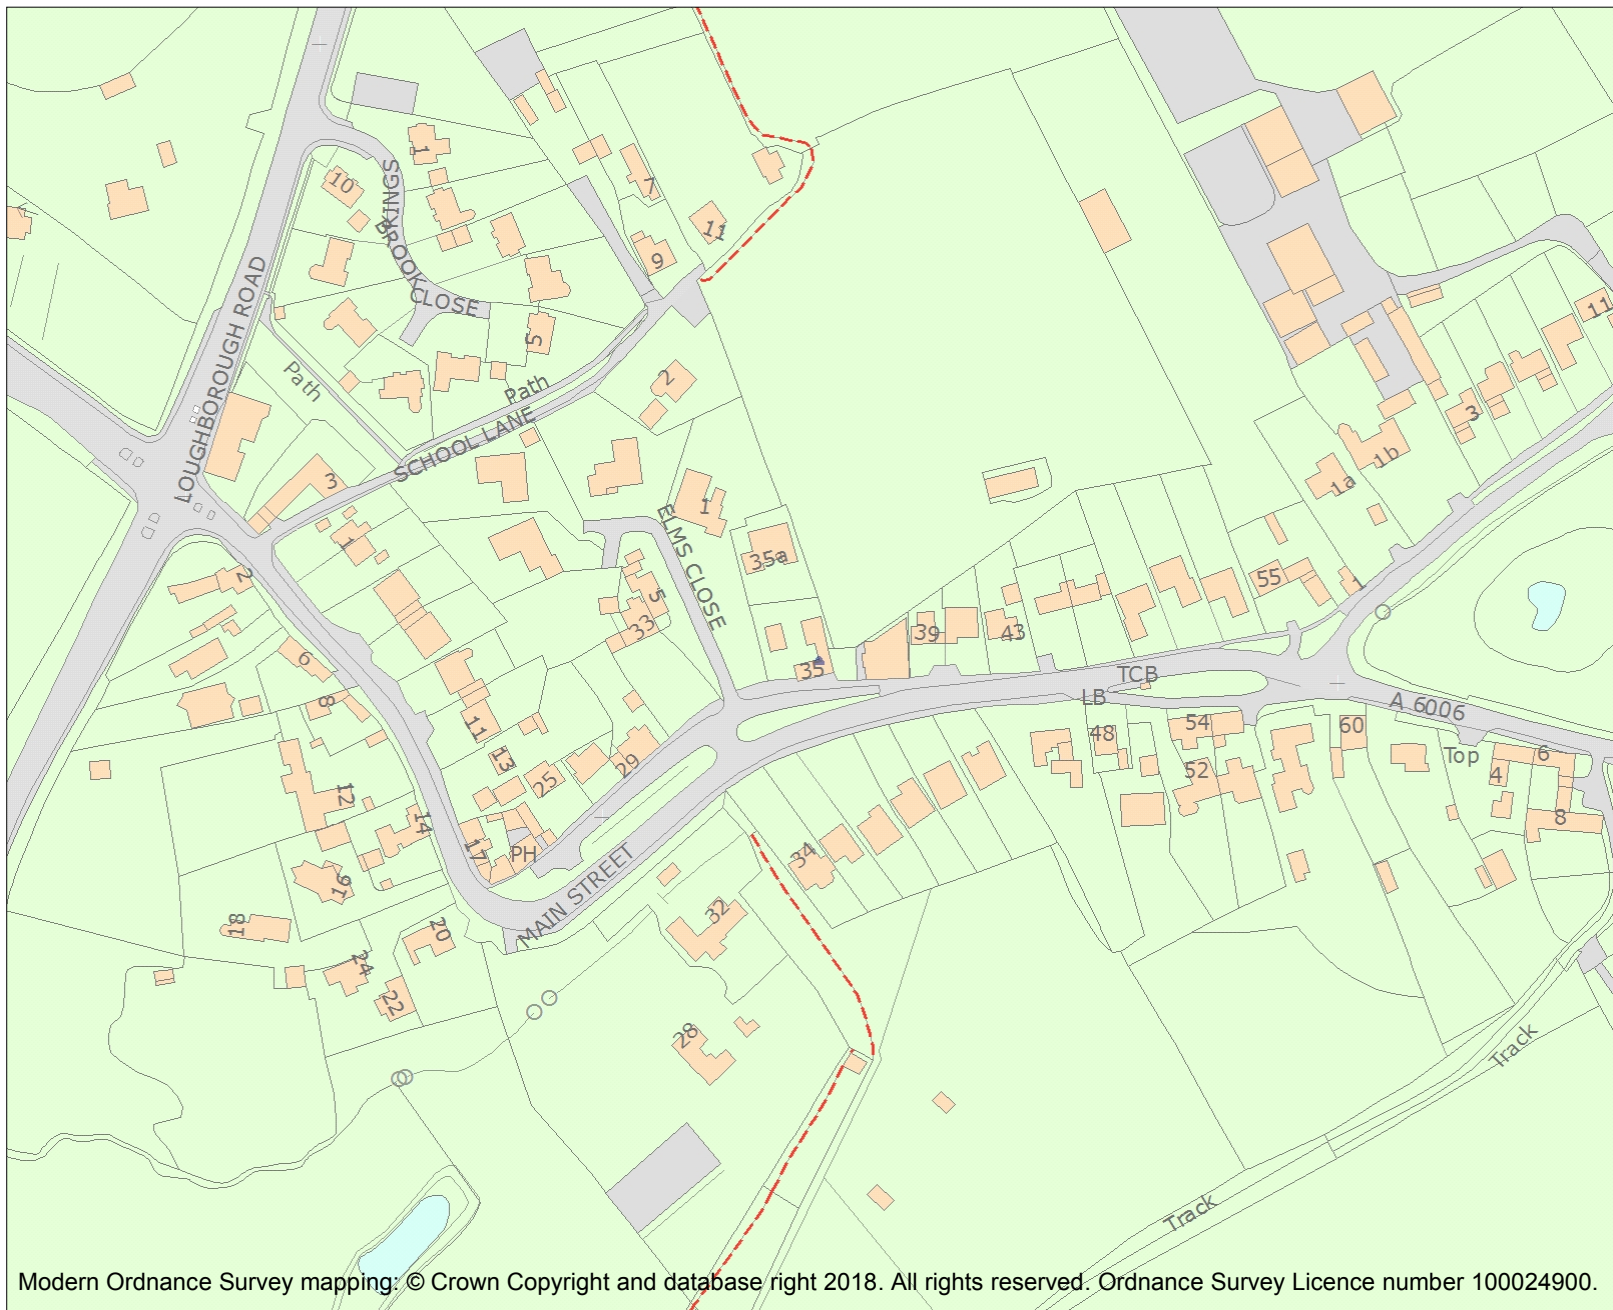 1
10
KINGS
BROOK
CLOSE
7
11
9
5
LOUGHBOROUGH ROAD
Path
Path
SCHOOL LANE
2
3
1
2
1
ELMS CLOSE
35a
5
33
35
39
43
55
1
1a
1b
3
11
6
8
11
13
25
29
12
14
17
PH
16
18
20
24
22
MAIN STREET
TCB
LB
A 6006
48
54
52
60
Top
4
6
8
34
32
28
Track
Track
Modern Ordnance Survey mapping: © Crown Copyright and database right 2018. All rights reserved. Ordnance Survey Licence number 100024900.